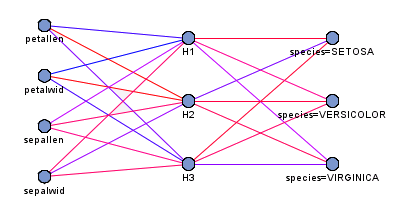 petallen
petalwid
sepallen
sepalwid
H1
H2
H3
species=SETOSA
species=VERSICOLOR
species=VIRGINICA